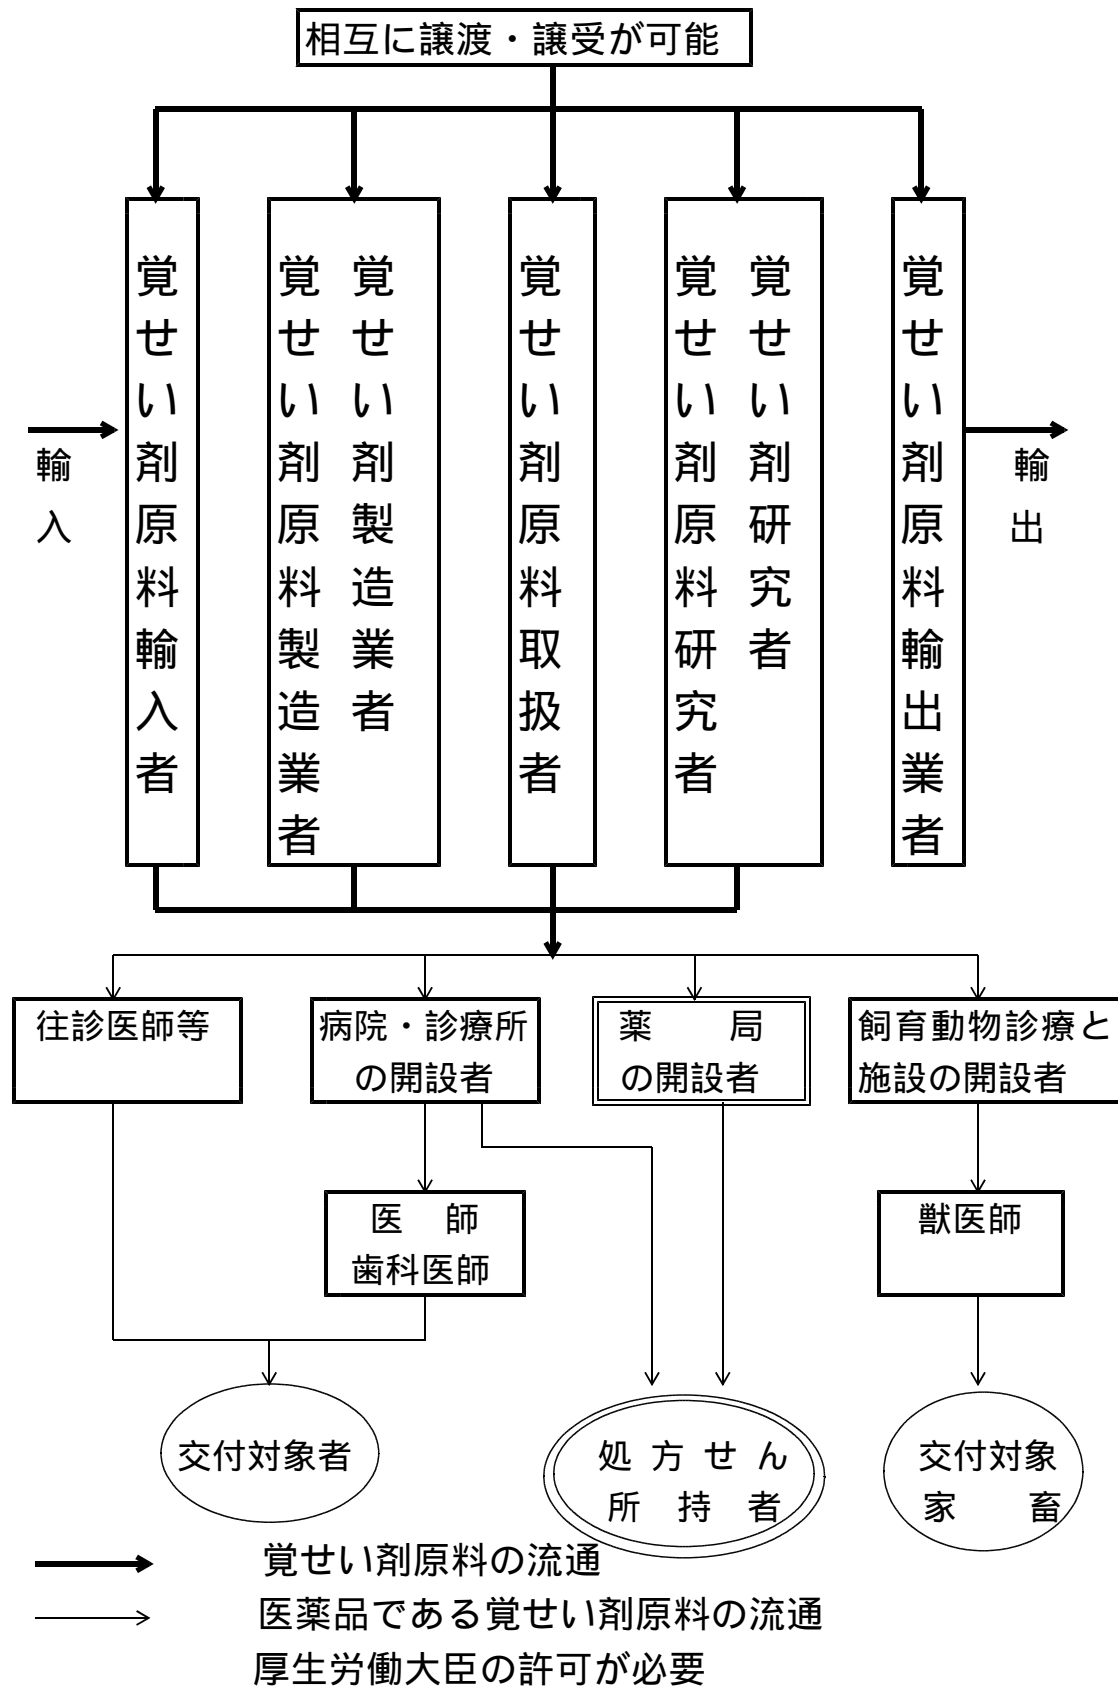 相互に譲渡・譲受が可能
覚せい剤原料輸入者
覚せい剤製造業者
覚せい剤原料製造業者
覚せい剤原料取扱者
覚せい剤研究者
覚せい剤原料研究者
覚せい剤原料輸出業者
輸入
輸出
往診医師等
病院・診療所
の開設者
薬 局
の開設者
飼育動物診療と
施設の開設者
医 師
歯科医師
獣医師
交付対象者
処方せん
所 持 者
交付対象
家 畜
覚せい剤原料の流通
医薬品である覚せい剤原料の流通
厚生労働大臣の許可が必要